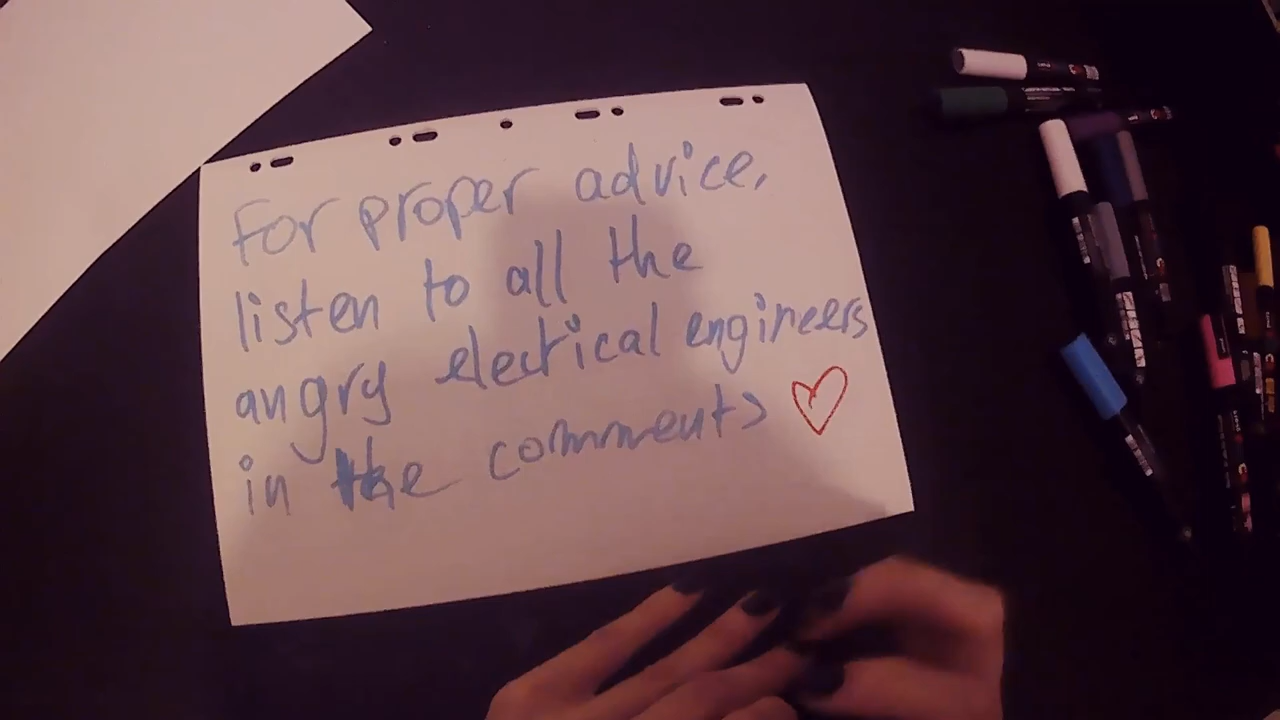 For proper advice,
listen to all the
angry electrical engineers
in the comments ♡